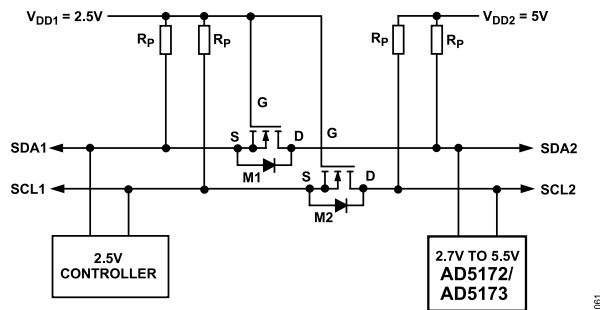 VDD1 = 2.5V
VDD2 = 5V
RP
RP
RP
RP
G
S
D
G
SDA1
SDA2
M1
S
D
SCL1
SCL2
M2
2.5V
CONTROLLER
2.7V TO 5.5V
AD5172/
AD5173
061